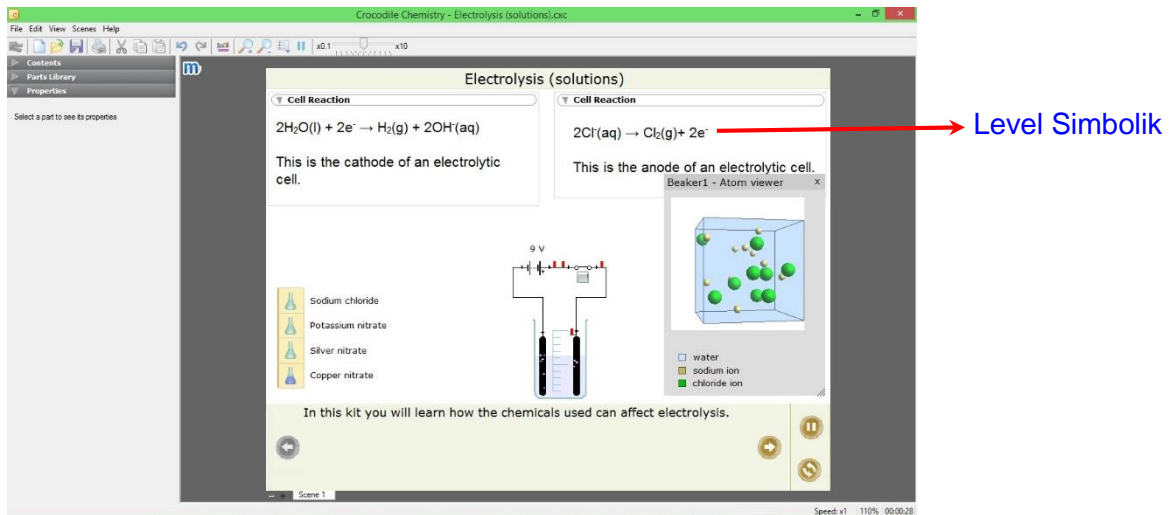 Crocodile Chemistry - Electrolysis (solutions).cxc
File Edit View Scenes Help
x0.1 x10
Contents
Parts Library
Properties
Select a part to see its properties
m
Electrolysis (solutions)
Cell Reaction
2H₂O(l) + 2e⁻ → H₂(g) + 2OH⁻(aq)
This is the cathode of an electrolytic
cell.
Cell Reaction
2Cl⁻(aq) → Cl₂(g)+ 2e⁻
This is the anode of an electrolytic cell.
Level Simbolik
Beaker1 - Atom viewer x
water
sodium ion
chloride ion
9 V
Sodium chloride
Potassium nitrate
Silver nitrate
Copper nitrate
In this kit you will learn how the chemicals used can affect electrolysis.
Scene 1
Speed: x1 110% 00:00:28